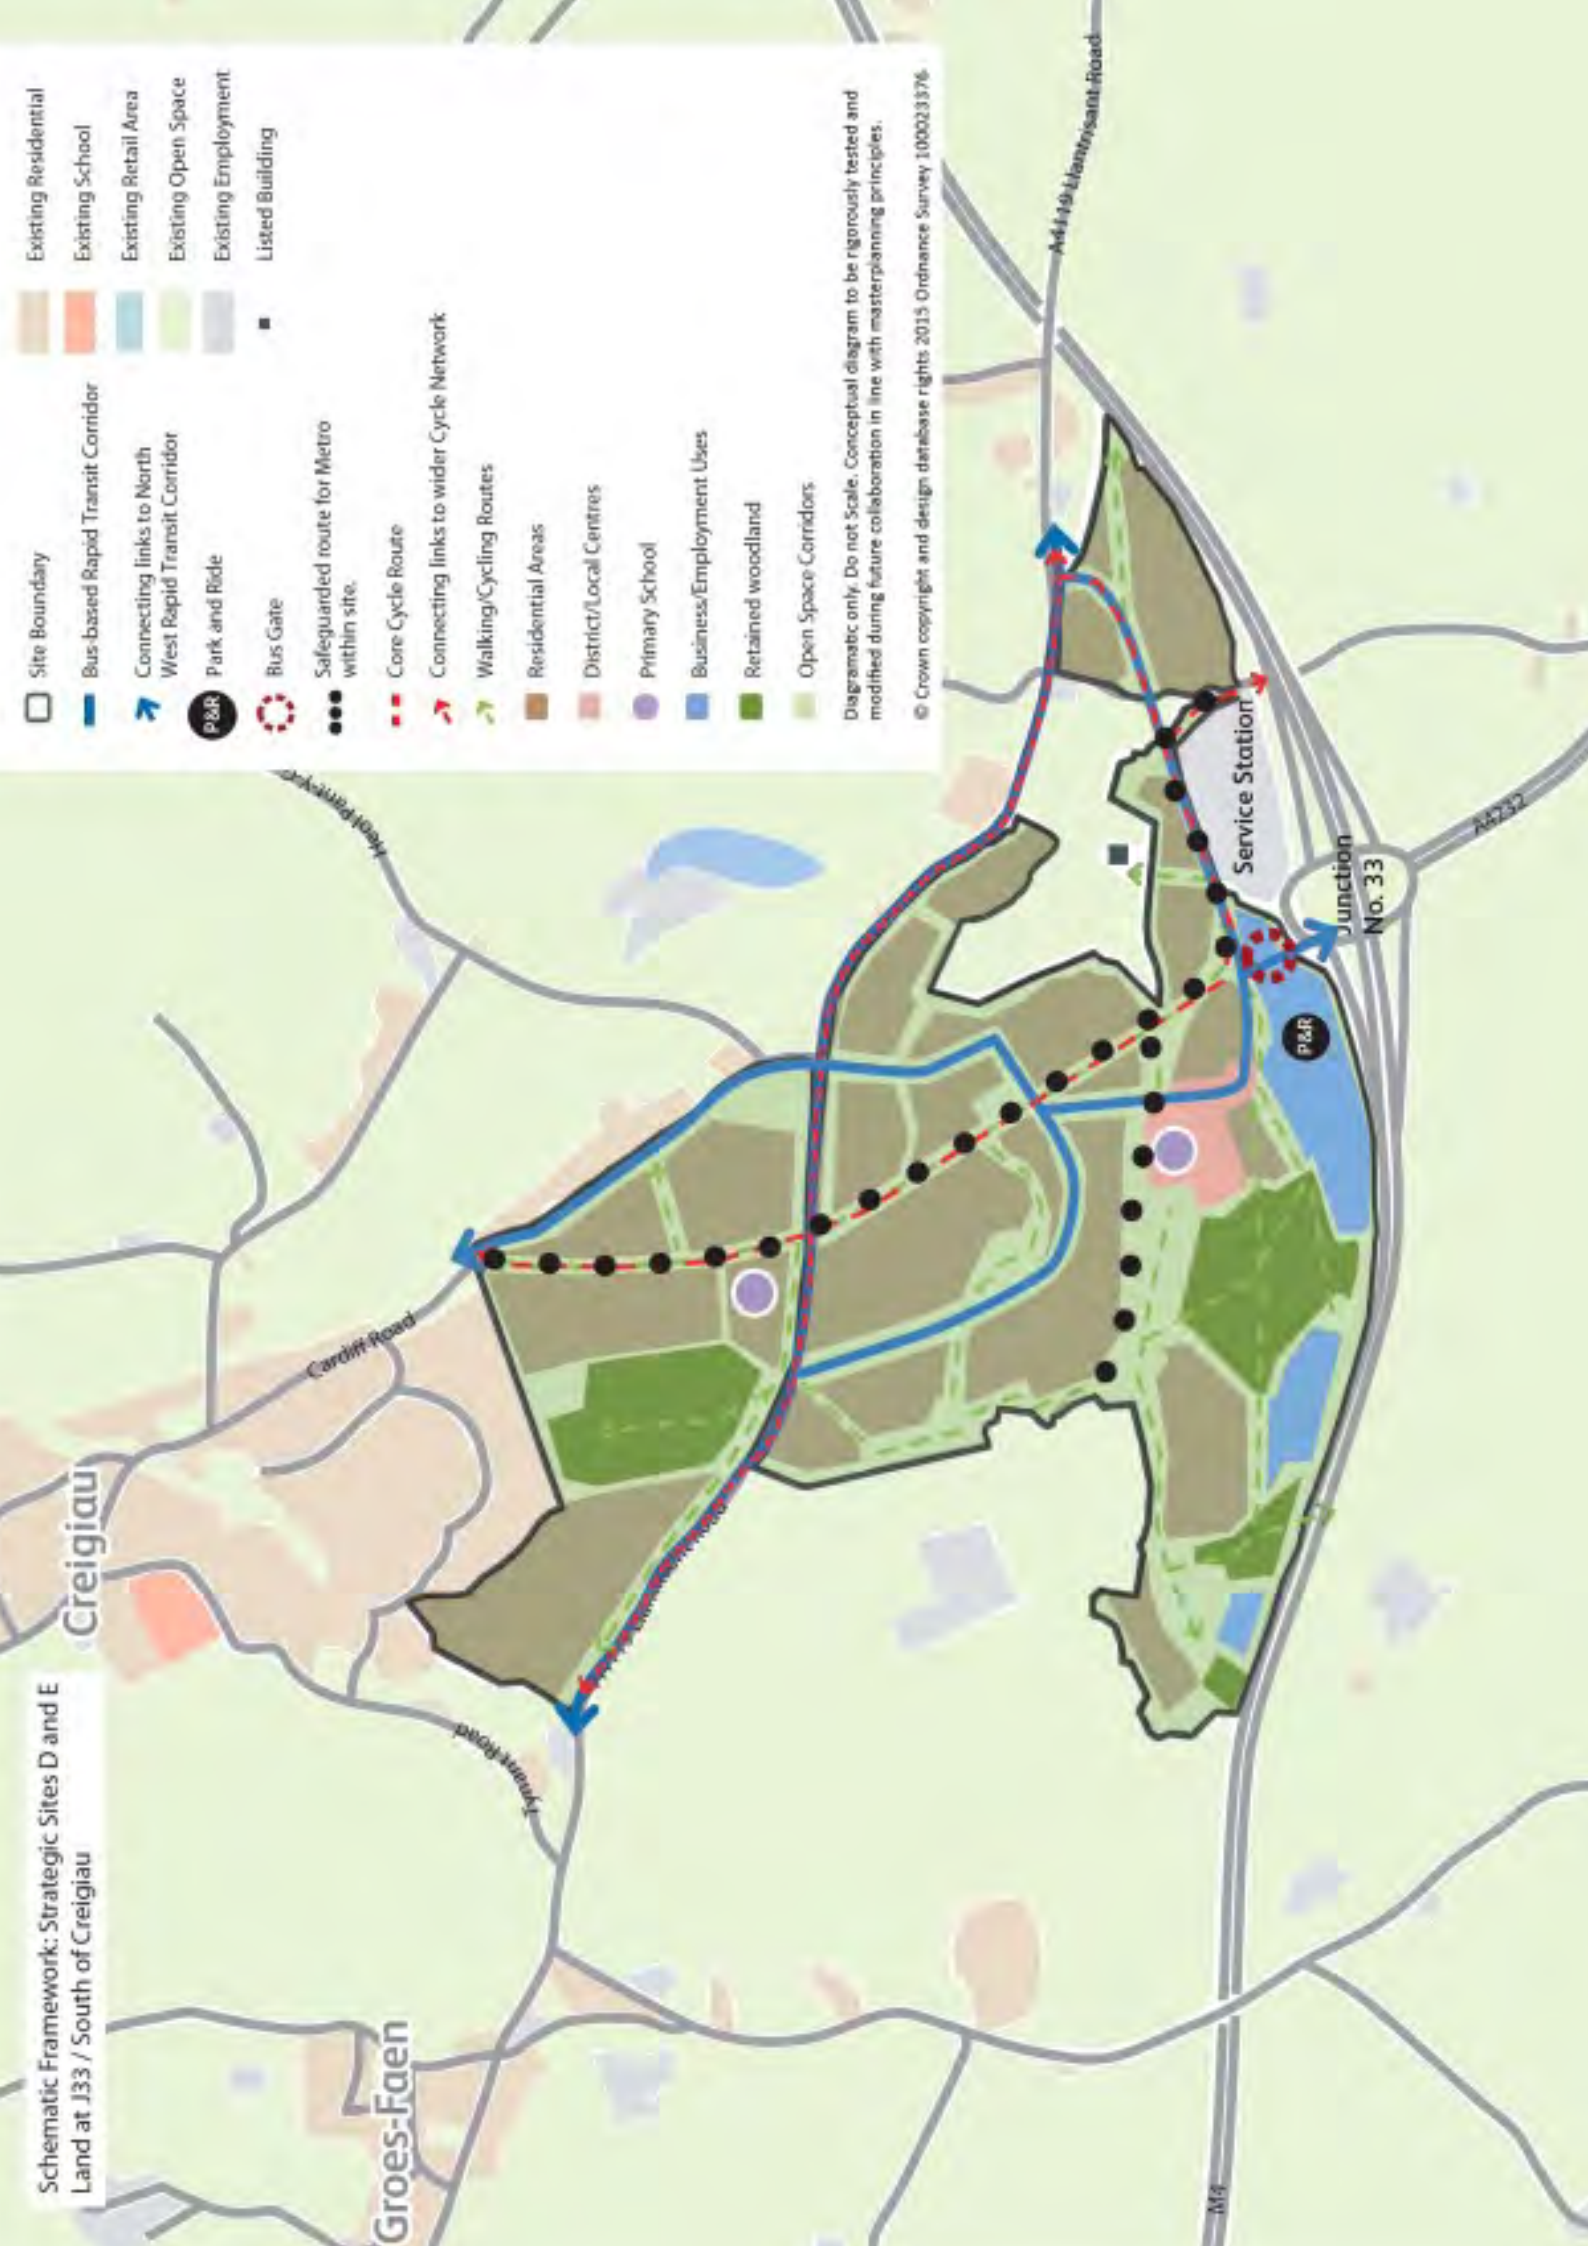 Schematic Framework: Strategic Sites D and E
Land at J33 / South of Creigiau
Creigiau
Groes-Faen
Cardiff Road
Tynant Road
M4
Service Station
Junction
No. 33
A4232
A4119 Llantrisant Road
Site Boundary
Bus-based Rapid Transit Corridor
Connecting links to North
West Rapid Transit Corridor
P&R
Park and Ride
Bus Gate
Safeguarded route for Metro
within site.
Core Cycle Route
Connecting links to wider Cycle Network
Walking/Cycling Routes
Residential Areas
District/Local Centres
Primary School
Business/Employment Uses
Retained woodland
Open Space Corridors
Existing Residential
Existing School
Existing Retail Area
Existing Open Space
Existing Employment
Listed Building
Diagramatic only. Do not Scale. Conceptual diagram to be rigorously tested and
modified during future collaboration in line with masterplanning principles.
© Crown copyright and design database rights 2015 Ordnance Survey 100023376
P&R